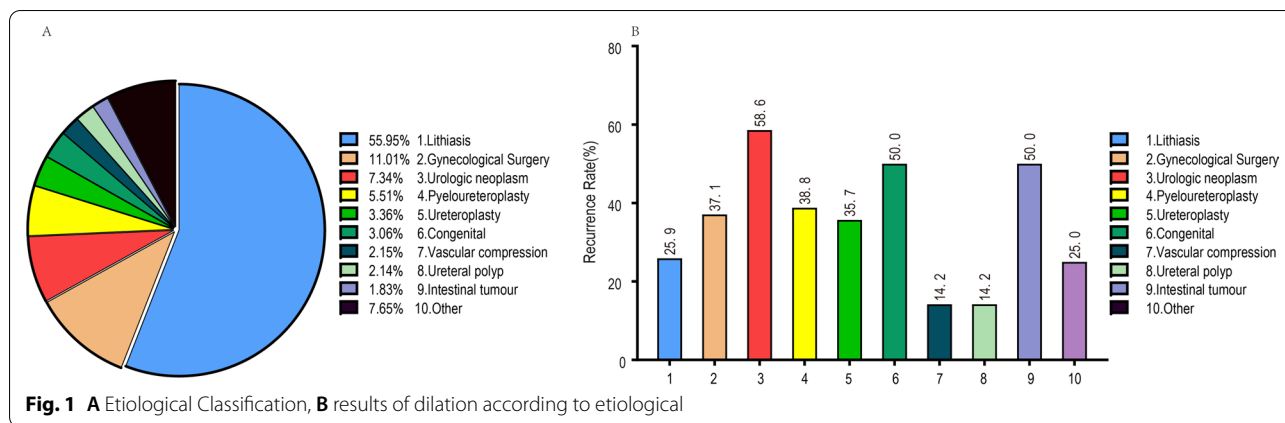 A
55.95% 1.Lithiasis
11.01% 2.Gynecological Surgery
7.34% 3.Urologic neoplasm
5.51% 4.Pyeloureteroplasty
3.36% 5.Ureteroplasty
3.06% 6.Congenital
2.15% 7.Vascular compression
2.14% 8.Ureteral polyp
1.83% 9.Intestinal tumour
7.65% 10.Other
B
Recurrence Rate(%)
80
60
40
20
0
25.9
37.1
58.6
38.8
35.7
50.0
14.2
14.2
50.0
25.0
1 2 3 4 5 6 7 8 9 10
1.Lithiasis
2.Gynecological Surgery
3.Urologic neoplasm
4.Pyeloureteroplasty
5.Ureteroplasty
6.Congenital
7.Vascular compression
8.Ureteral polyp
9.Intestinal tumour
10.Other
Fig. 1 A Etiological Classification, B results of dilation according to etiological